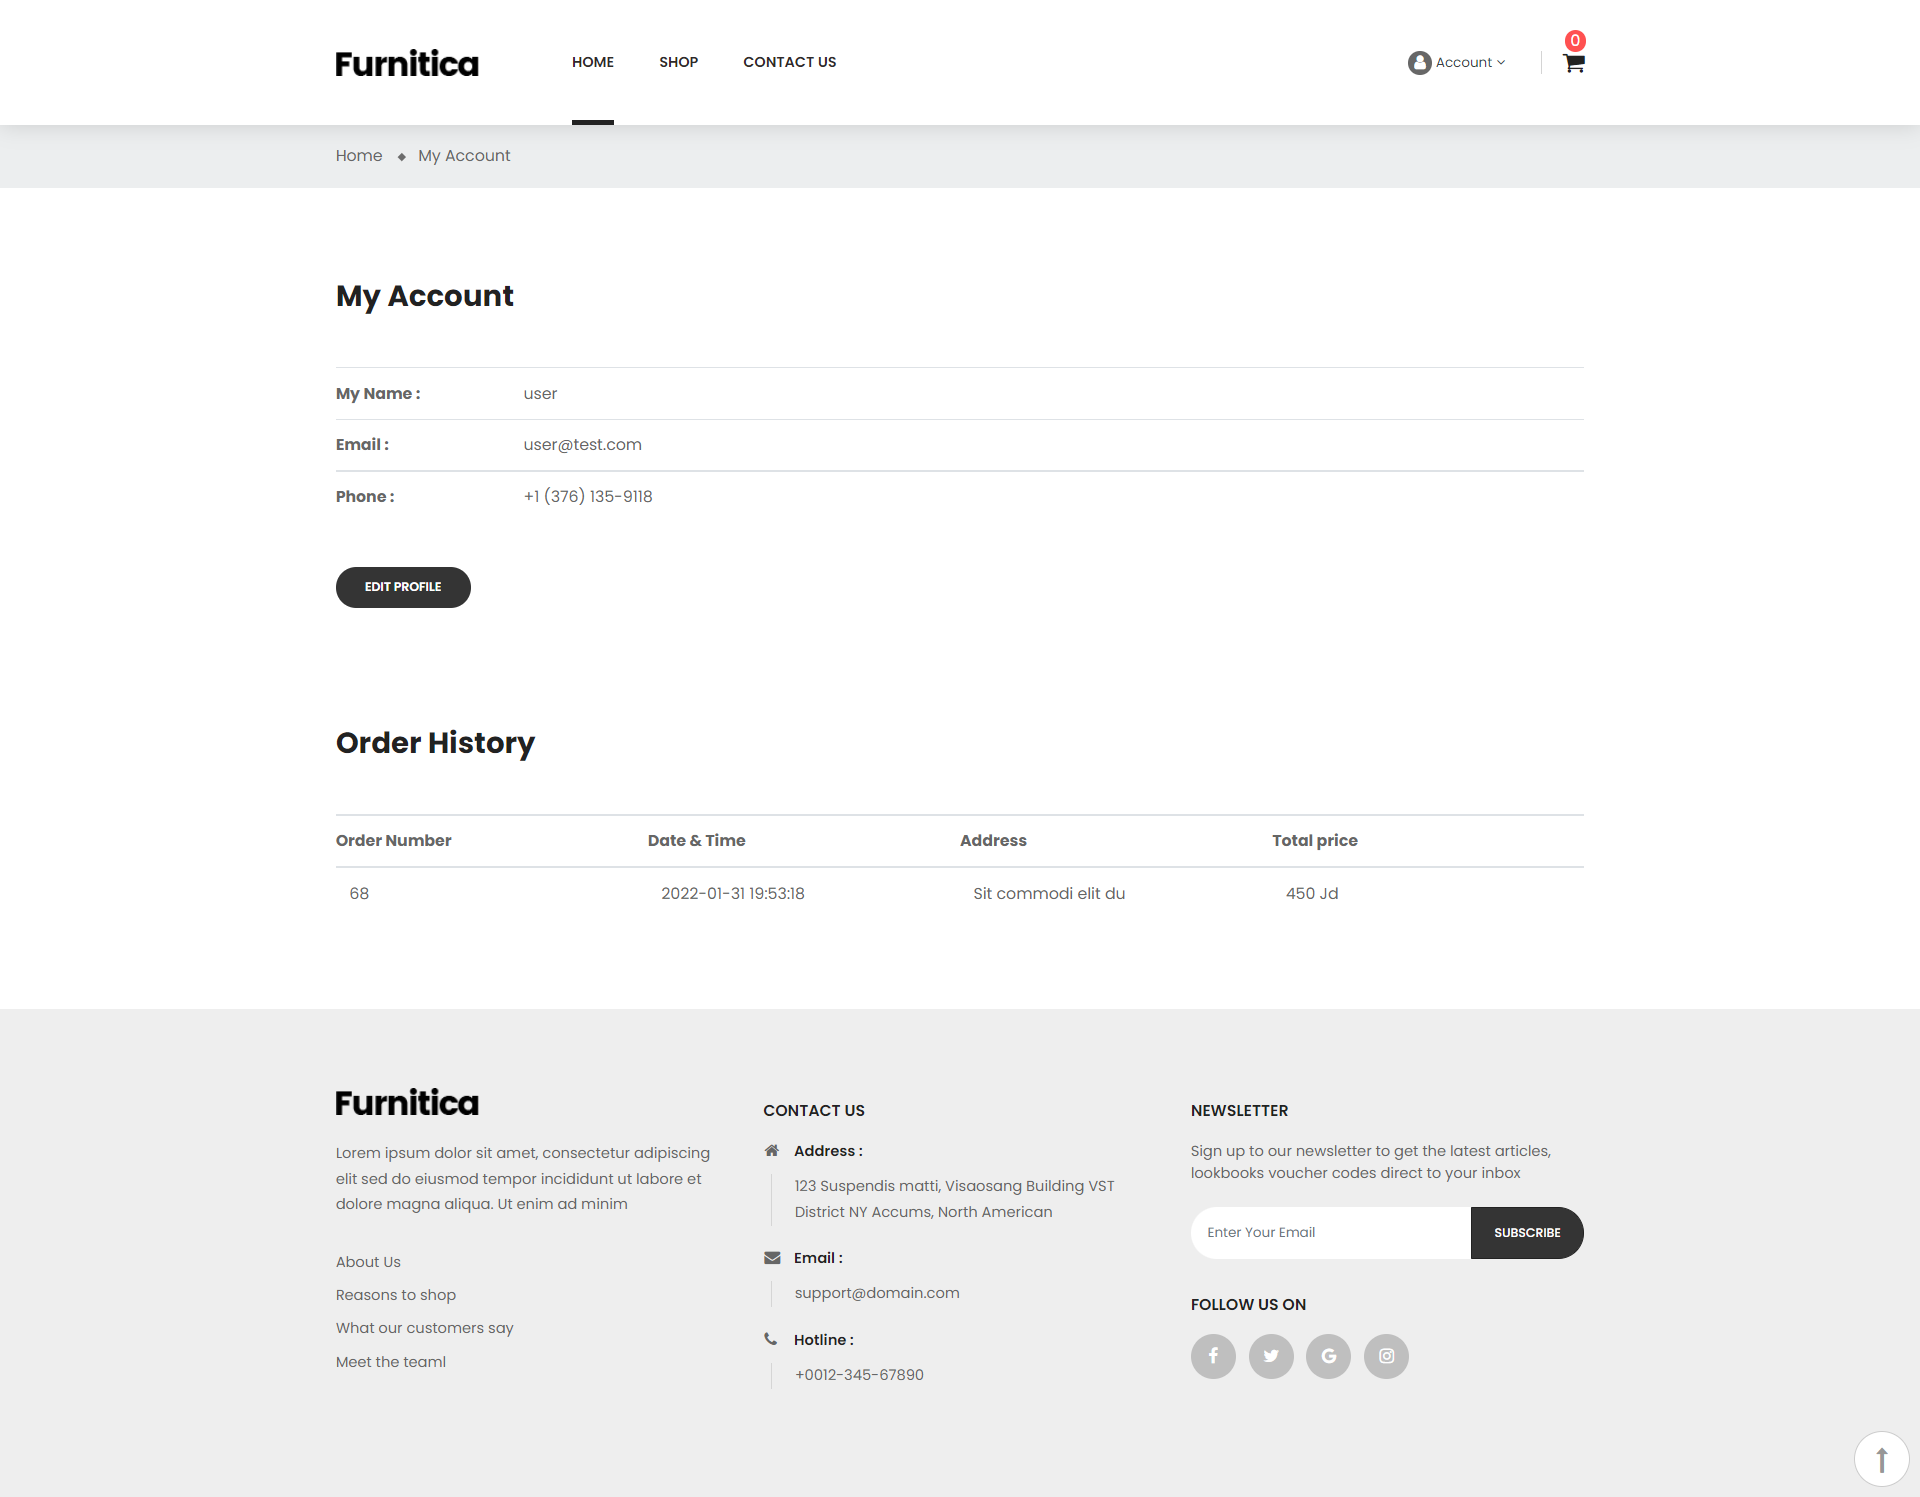 Furnitica
HOME
SHOP
CONTACT US
Account
0
Home
My Account
My Account
My Name :
user
Email :
user@test.com
Phone :
+1 (376) 135-9118
EDIT PROFILE
Order History
Order Number
Date & Time
Address
Total price
68
2022-01-31 19:53:18
Sit commodi elit du
450 Jd
Furnitica
Lorem ipsum dolor sit amet, consectetur adipiscing
elit sed do eiusmod tempor incididunt ut labore et
dolore magna aliqua. Ut enim ad minim
About Us
Reasons to shop
What our customers say
Meet the teaml
CONTACT US
Address :
123 Suspendis matti, Visaosang Building VST
District NY Accums, North American
Email :
support@domain.com
Hotline :
+0012-345-67890
NEWSLETTER
Sign up to our newsletter to get the latest articles,
lookbooks voucher codes direct to your inbox
Enter Your Email
SUBSCRIBE
FOLLOW US ON